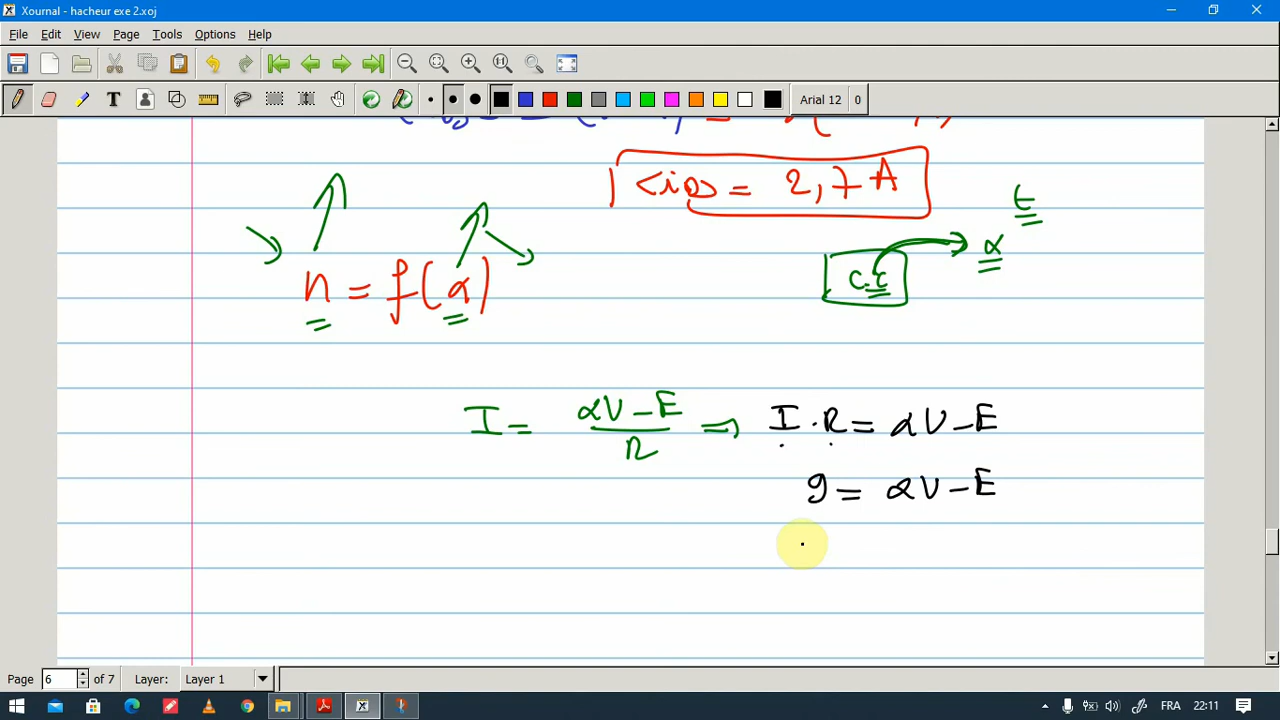 Xournal - hacheur exe 2.xoj
File Edit View Page Tools Options Help
Arial 12 0
<iD> = 2,7 A
t
C.E α
n = f(α)
I = αV-E / R ⇒ I.R = αV-E
9 = αV-E
Page 6 of 7 Layer: Layer 1
FRA 22:11